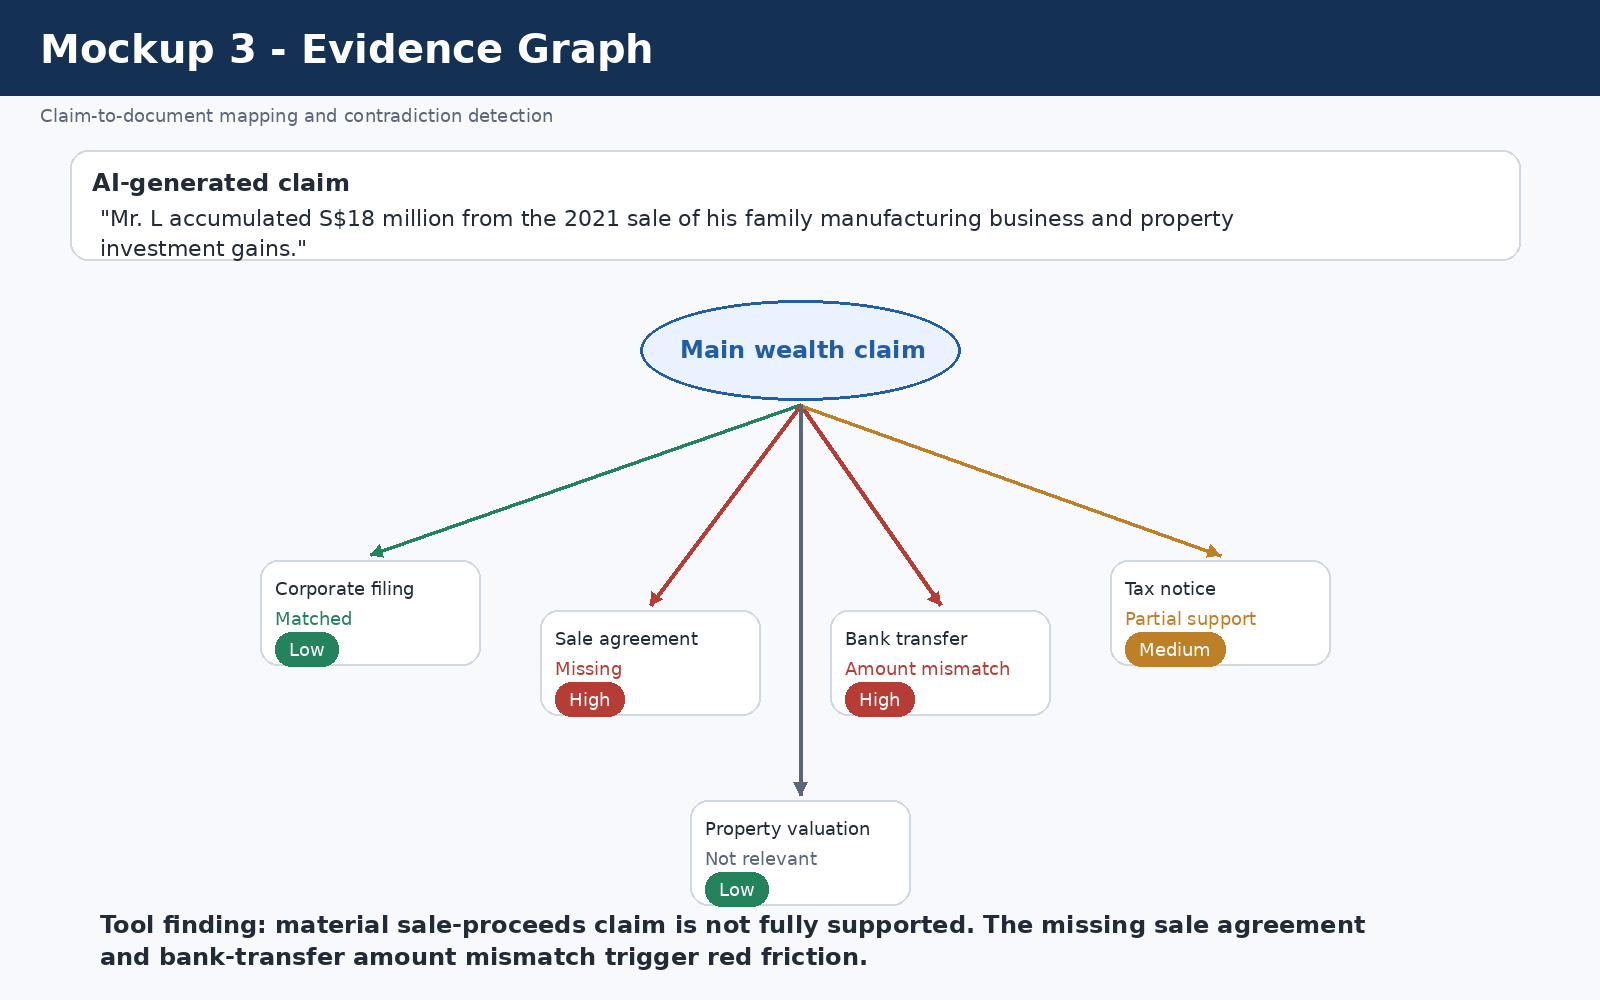 Mockup 3 - Evidence Graph
Claim-to-document mapping and contradiction detection
AI-generated claim
"Mr. L accumulated S$18 million from the 2021 sale of his family manufacturing business and property
investment gains."
Main wealth claim
Corporate filing
Matched
Low
Sale agreement
Missing
High
Bank transfer
Amount mismatch
High
Tax notice
Partial support
Medium
Property valuation
Not relevant
Low
Tool finding: material sale-proceeds claim is not fully supported. The missing sale agreement
and bank-transfer amount mismatch trigger red friction.